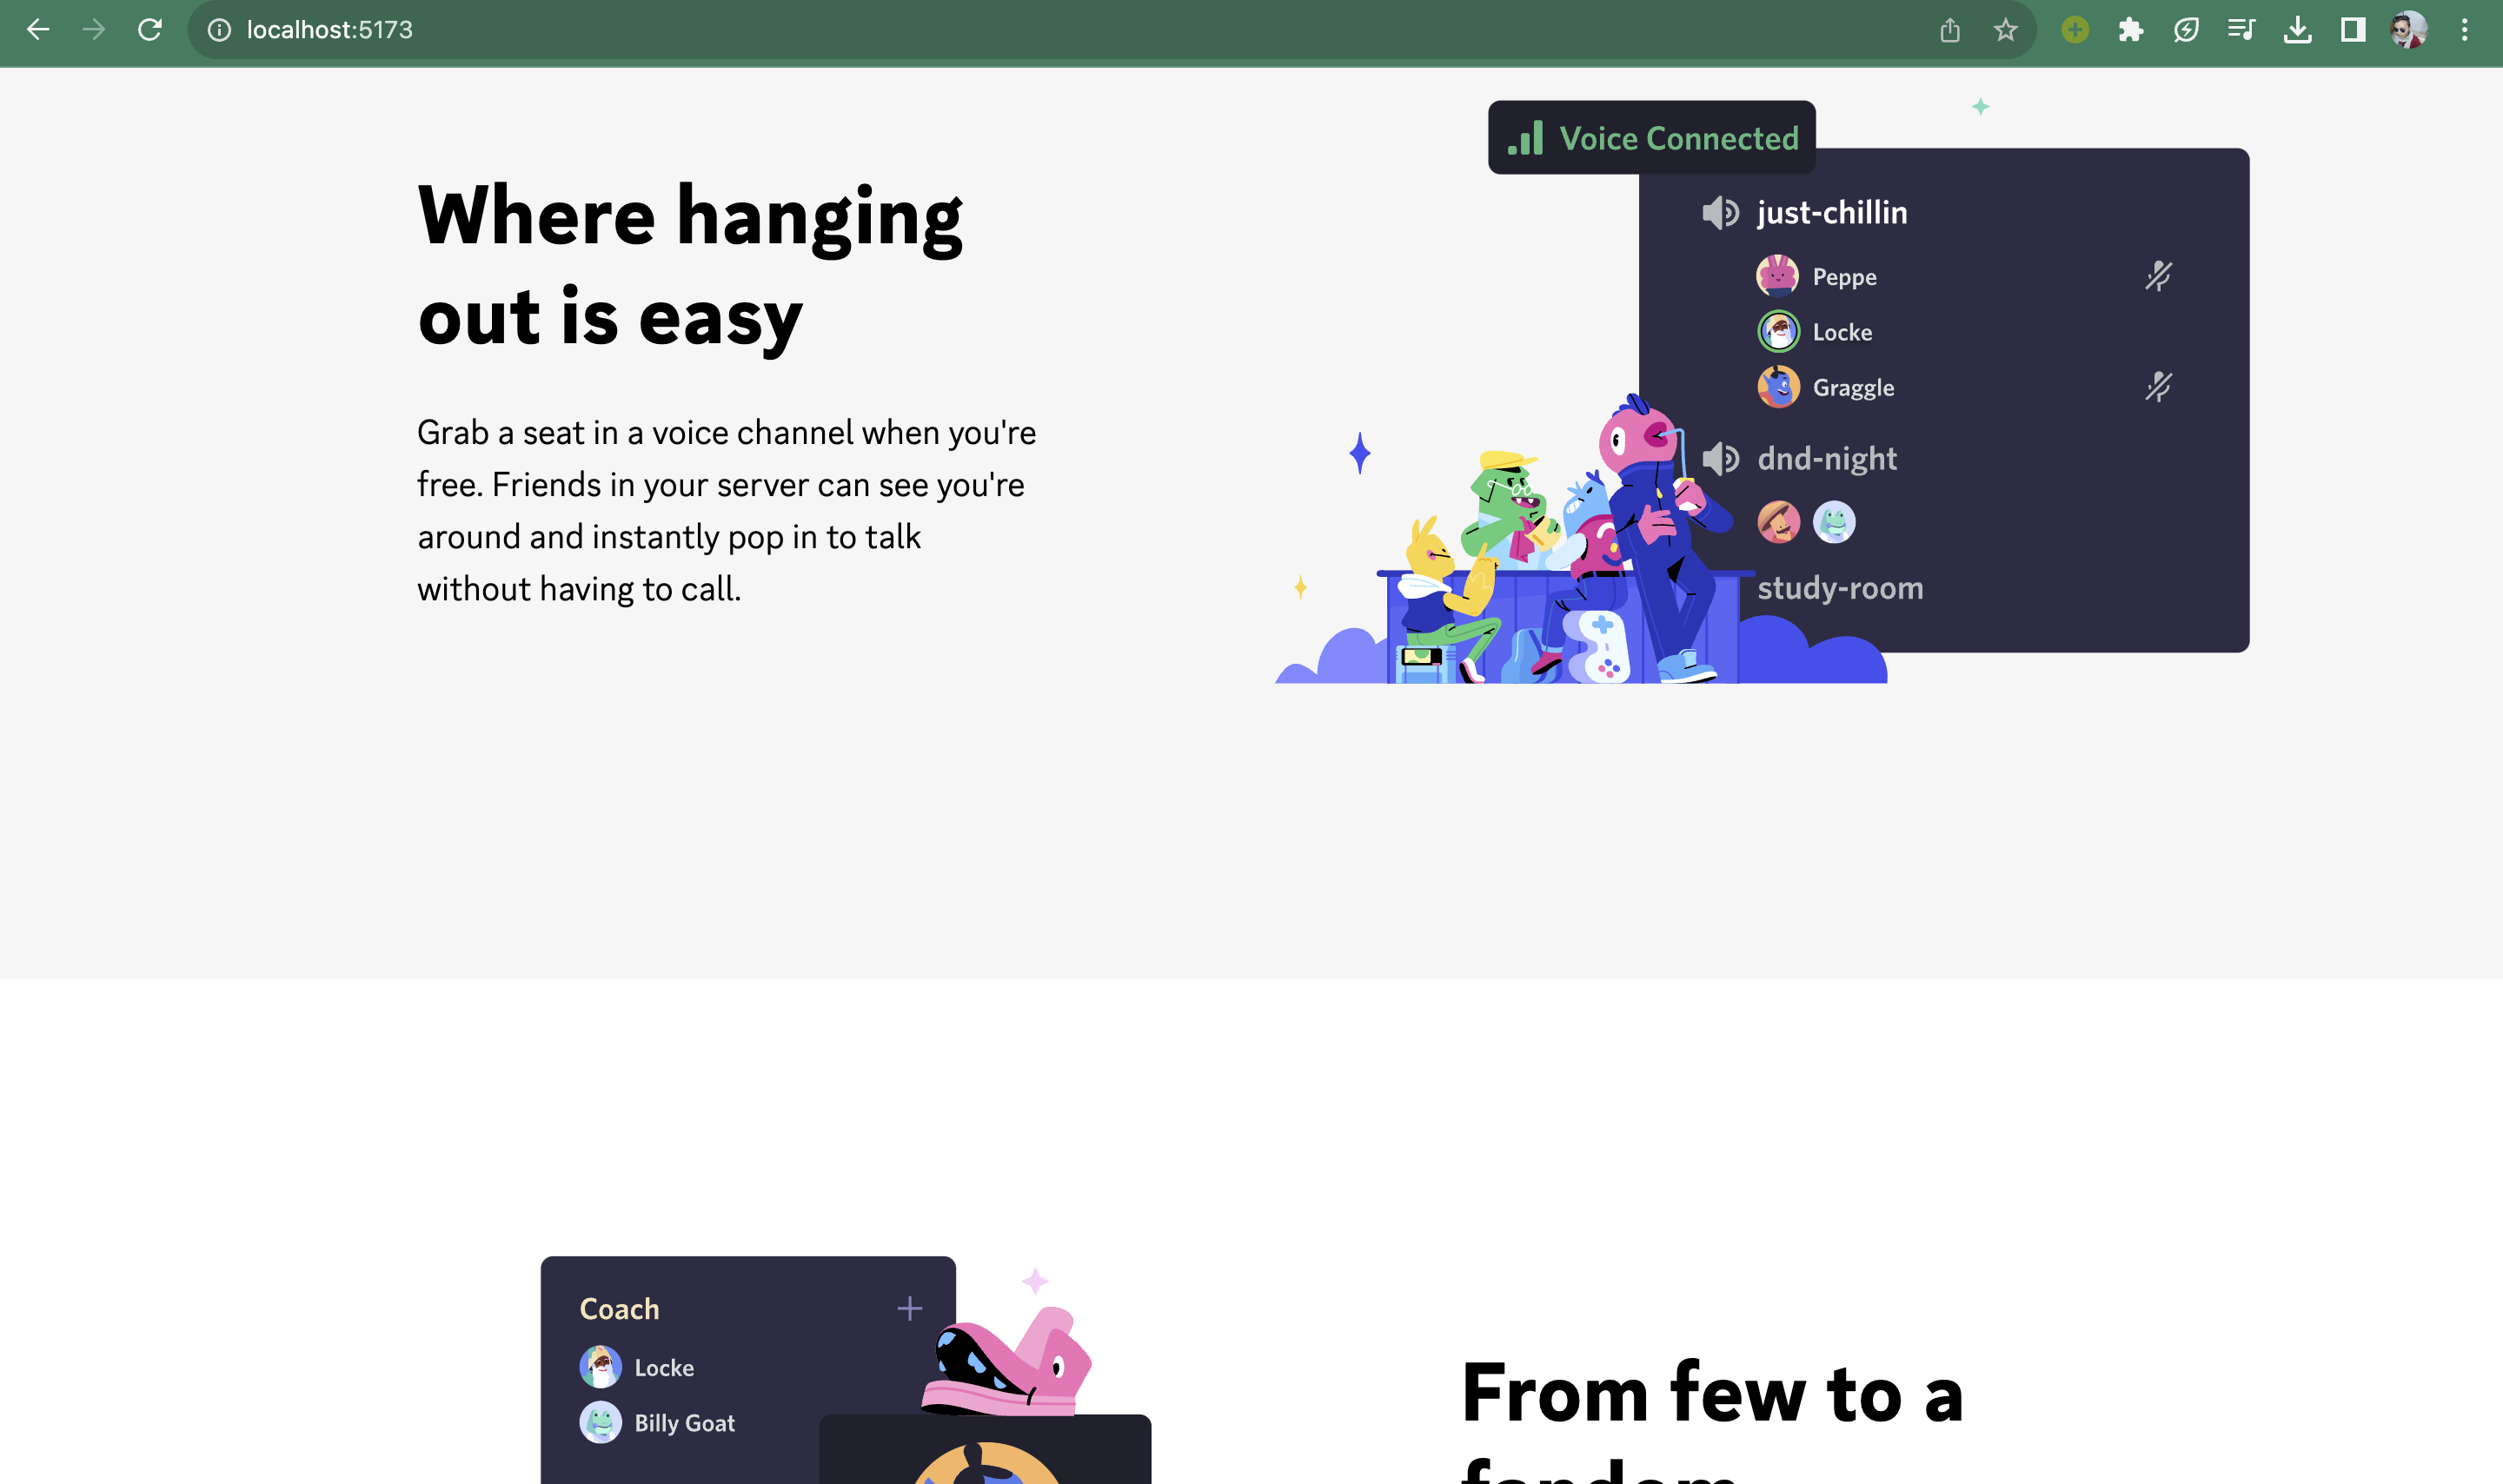 localhost:5173
Voice Connected
Where hanging
out is easy
Grab a seat in a voice channel when you're
free. Friends in your server can see you're
around and instantly pop in to talk
without having to call.
just-chillin
Peppe
Locke
Graggle
dnd-night
study-room
Coach
Locke
Billy Goat
From few to a
fandom